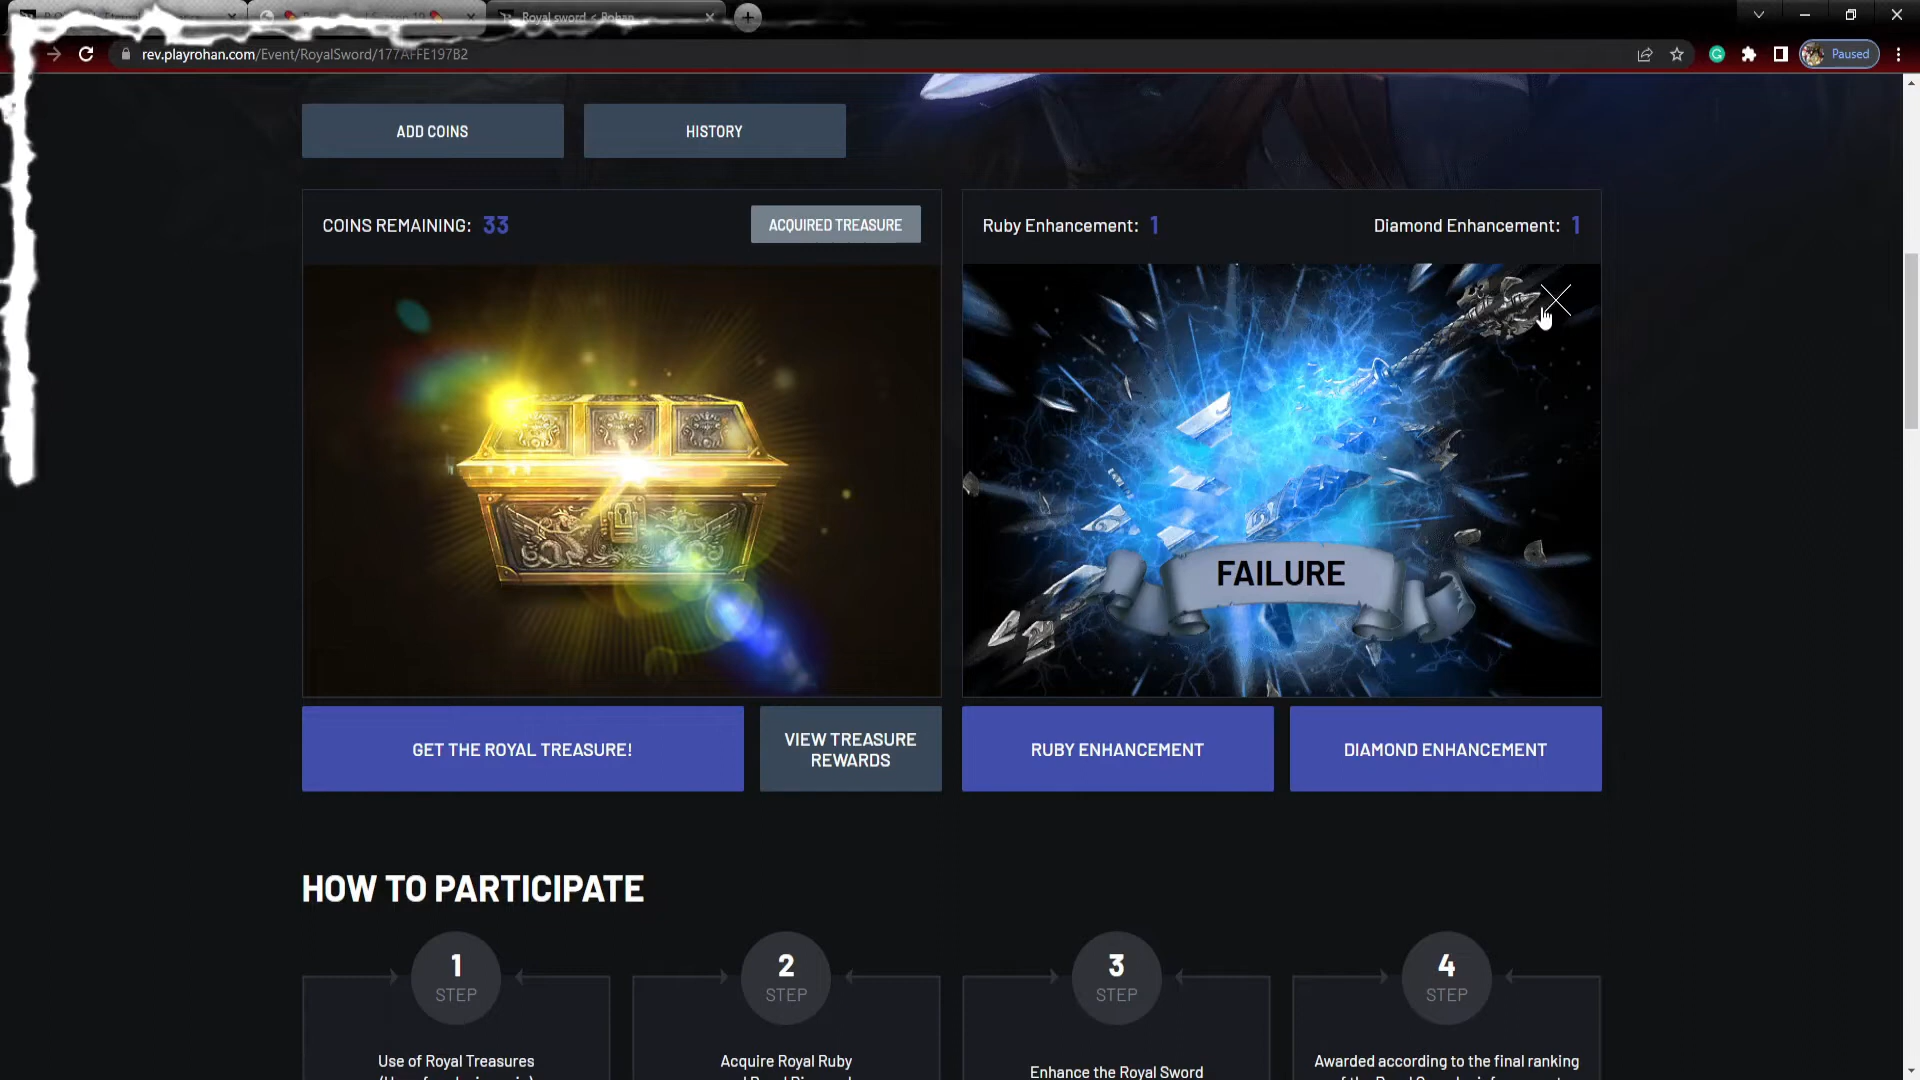 Royal sword < Rohan
rev.playrohan.com/Event/RoyalSword/177AFFE197B2
Paused
ADD COINS
HISTORY
COINS REMAINING: 33
ACQUIRED TREASURE
Ruby Enhancement: 1
Diamond Enhancement: 1
FAILURE
GET THE ROYAL TREASURE!
VIEW TREASURE
REWARDS
RUBY ENHANCEMENT
DIAMOND ENHANCEMENT
HOW TO PARTICIPATE
1
STEP
2
STEP
3
STEP
4
STEP
Use of Royal Treasures
Acquire Royal Ruby
Enhance the Royal Sword
Awarded according to the final ranking